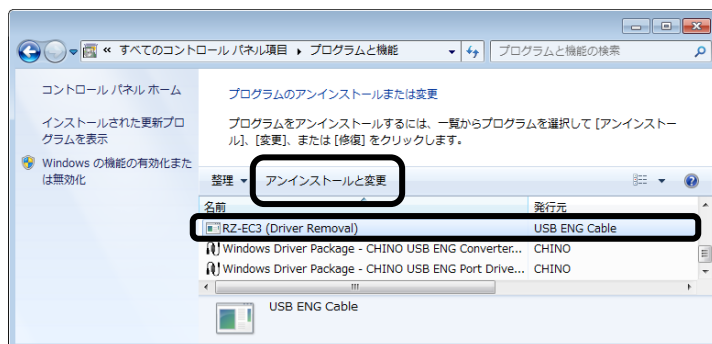 « すべてのコントロール パネル項目 ▸ プログラムと機能
プログラムと機能の検索
コントロール パネル ホーム
インストールされた更新プロ
グラムを表示
Windows の機能の有効化また
は無効化
プログラムのアンインストールまたは変更
プログラムをアンインストールするには、一覧からプログラムを選択して [アンインストー
ル]、[変更]、または [修復] をクリックします。
整理 アンインストールと変更
名前 発行元
RZ-EC3 (Driver Removal) USB ENG Cable
Windows Driver Package - CHINO USB ENG Converter... CHINO
Windows Driver Package - CHINO USB ENG Port Drive... CHINO
USB ENG Cable